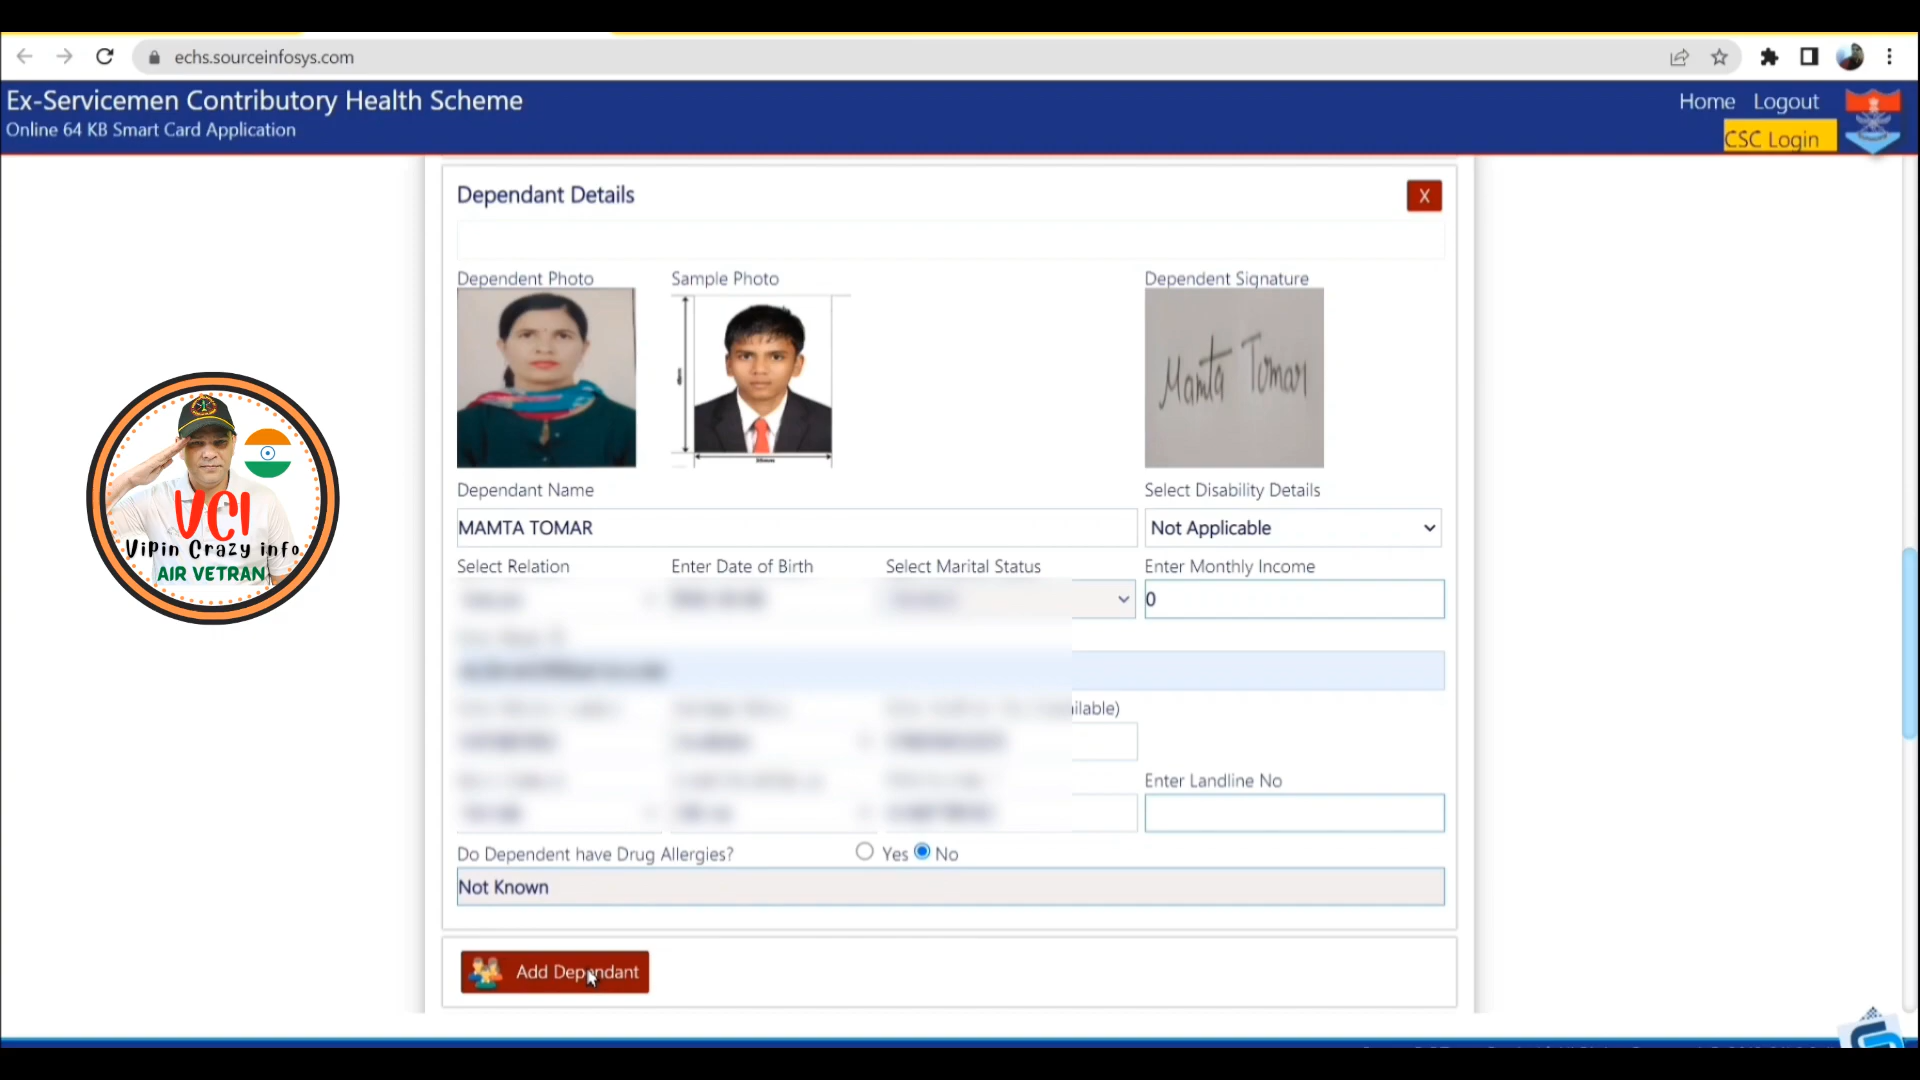 echs.sourceinfosys.com
Ex-Servicemen Contributory Health Scheme
Online 64 KB Smart Card Application
Home Logout
CSC Login
Dependant Details
X
Dependent Photo Sample Photo Dependent Signature
Mamta Tomar
Dependant Name Select Disability Details
MAMTA TOMAR Not Applicable
Select Relation Enter Date of Birth Select Marital Status Enter Monthly Income
0
ilable)
Enter Landline No
Do Dependent have Drug Allergies? Yes No
Not Known
Add Dependant
VCI
ViPin Crazy info
AIR VETRAN